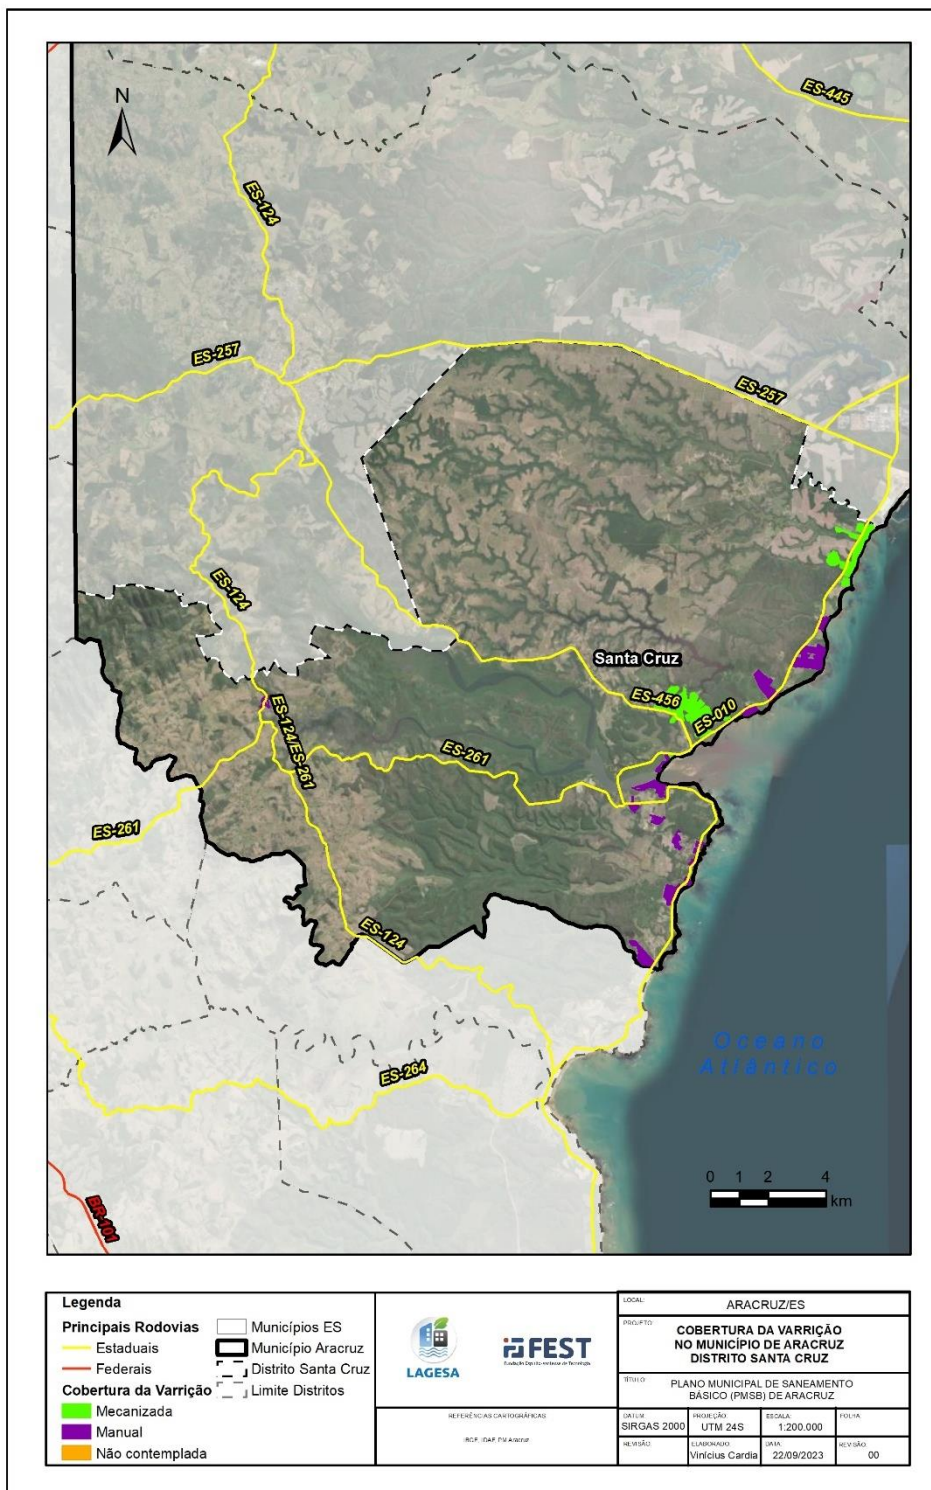 N
ES-445
ES-124
ES-257
ES-257
ES-124
Santa Cruz
ES-456
ES-010
ES-124/ES-261
ES-261
ES-261
ES-124
Oceano
Atlântico
ES-264
0 1 2 4
km
BR-101
Legenda
Principais Rodovias
Estaduais
Federais
Cobertura da Varrição
Mecanizada
Manual
Não contemplada
Municípios ES
Município Aracruz
Distrito Santa Cruz
Limite Distritos
LAGESA
FEST
REFERÊNCIAS CARTOGRÁFICAS
IBGE, IDAF, PM Aracruz
LOCAL:
ARACRUZ/ES
PROJETO:
COBERTURA DA VARRIÇÃO
NO MUNICÍPIO DE ARACRUZ
DISTRITO SANTA CRUZ
TÍTULO:
PLANO MUNICIPAL DE SANEAMENTO
BÁSICO (PMSB) DE ARACRUZ
DATUM:
SIRGAS 2000
PROJEÇÃO:
UTM 24S
ESCALA:
1:200.000
FOLHA:
REVISÃO:
ELABORADO:
Vinícius Cardia
DATA:
22/09/2023
REVISÃO:
00